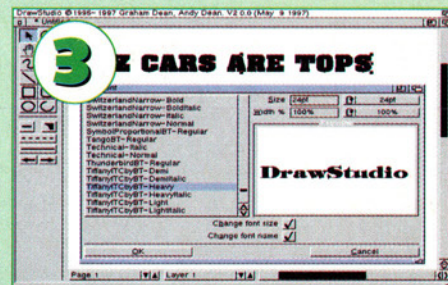 DrawStudio ©1995-1997 Graham Dean, Andy Dean. V2.0 (May 9 1997)
3
Z CARS ARE TOPS
SwitzerlandNarrow-Bold
SwitzerlandNarrow-BoldItalic
SwitzerlandNarrow-Italic
SwitzerlandNarrow-Normal
SymbolProportionalBT-Regular
TangoBT-Regular
Technical-Italic
Technical-Normal
ThunderbirdBT-Regular
TiffanyITCbyBT-Demi
TiffanyITCbyBT-DemiItalic
TiffanyITCbyBT-Heavy
TiffanyITCbyBT-HeavyItalic
TiffanyITCbyBT-Light
TiffanyITCbyBT-LightItalic
Size 24pt 24pt
Width % 100% 100%
DrawStudio
Change font size
Change font name
OK Cancel
Page 1 Layer 1